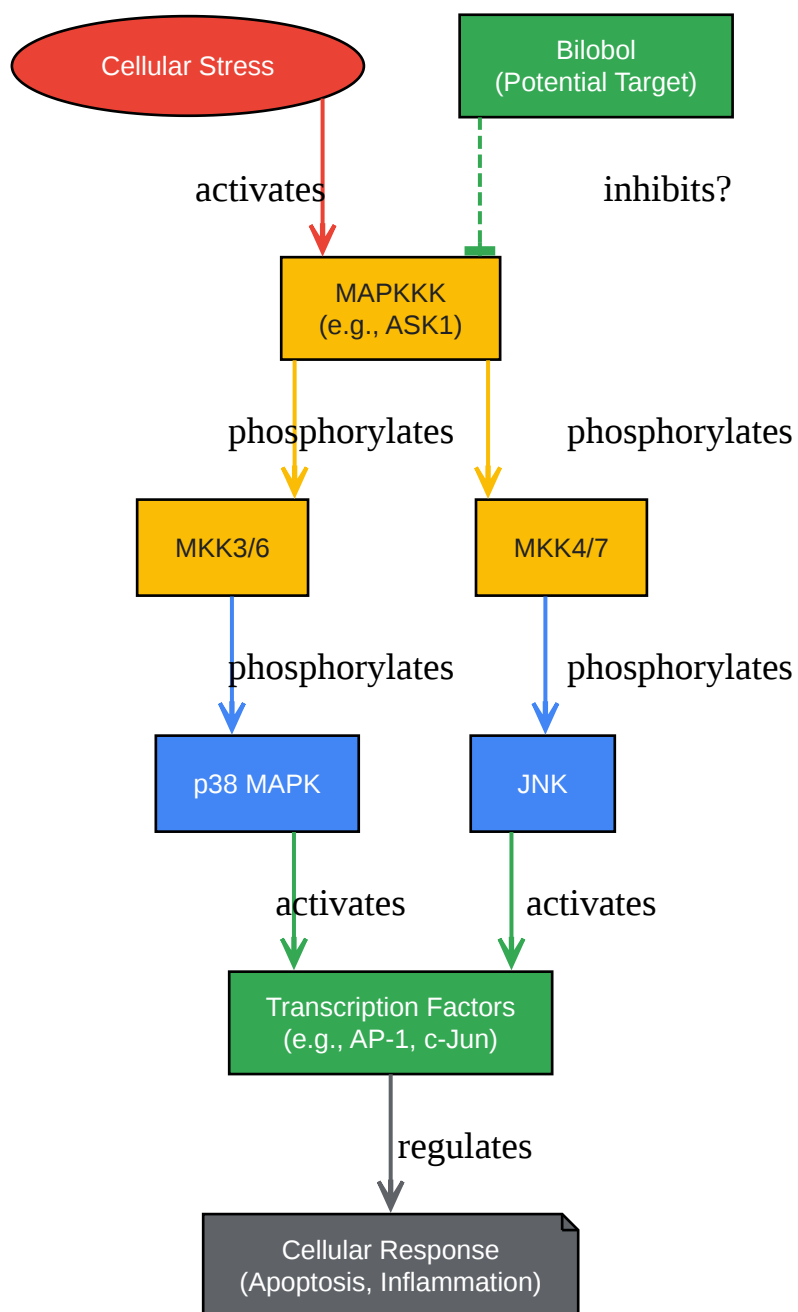 Cellular Stress
Bilobol
(Potential Target)
activates
inhibits?
MAPKKK
(e.g., ASK1)
phosphorylates
phosphorylates
MKK3/6
MKK4/7
phosphorylates
phosphorylates
p38 MAPK
JNK
activates
activates
Transcription Factors
(e.g., AP-1, c-Jun)
regulates
Cellular Response
(Apoptosis, Inflammation)